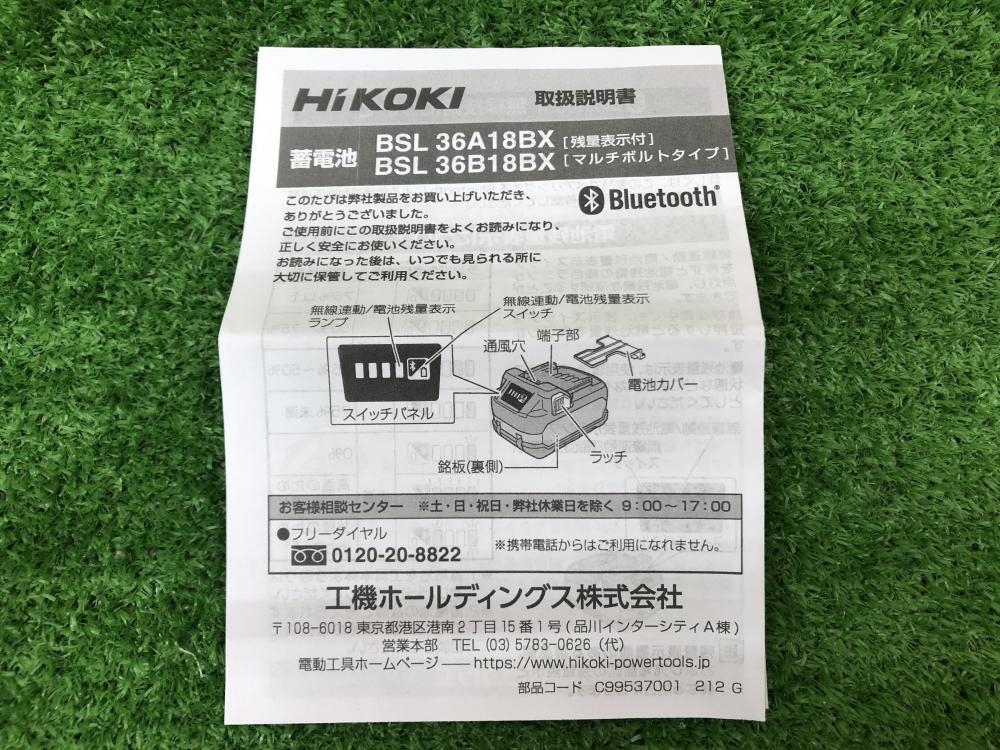 HiKOKI 取扱説明書
蓄電池
BSL 36A18BX [残量表示付]
BSL 36B18BX [マルチボルトタイプ]
このたびは弊社製品をお買い上げいただき、
ありがとうございました。
ご使用前にこの取扱説明書をよくお読みになり、
正しく安全にお使いください。
お読みになった後は、いつでも見られる所に
大切に保管してご利用ください。
Bluetooth®
無線連動/電池残量表示
ランプ
無線連動/電池残量表示
スイッチ
スイッチパネル
通風穴
端子部
電池カバー
ラッチ
銘板(裏側)
お客様相談センター ※土・日・祝日・弊社休業日を除く 9:00~17:00
●フリーダイヤル
0120-20-8822
※携帯電話からはご利用になれません。
工機ホールディングス株式会社
〒108-6018 東京都港区港南2丁目15番1号(品川インターシティA棟)
営業本部 TEL (03) 5783-0626 (代)
電動工具ホームページ——https://www.hikoki-powertools.jp
部品コード C99537001 212 G